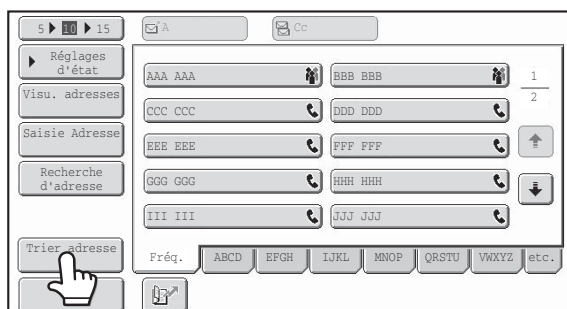 5 10 15
A
Cc
Réglages
d'état
Visu. adresses
Saisie Adresse
Recherche
d'adresse
Trier adresse
AAA AAA
BBB BBB
CCC CCC
DDD DDD
EEE EEE
FFF FFF
GGG GGG
HHH HHH
III III
JJJ JJJ
1
2
Fréq. ABCD EFGH IJKL MNOP QRSTU VWXYZ etc.